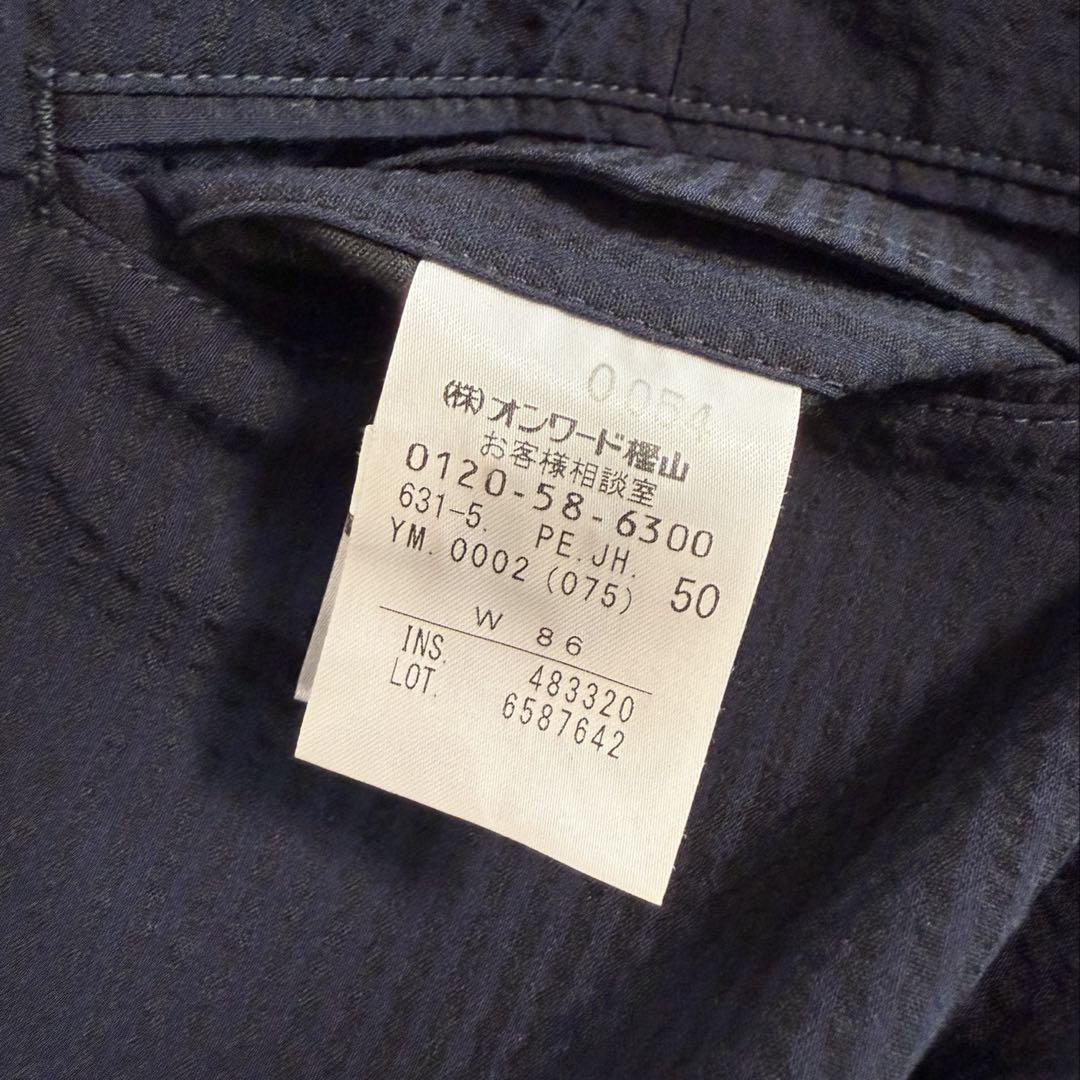 0054
(株)オンワード樫山
お客様相談室
0120-58-6300
631-5. PE.JH.
YM. 0002 (075) 50
W 86
INS. 483320
LOT. 6587642